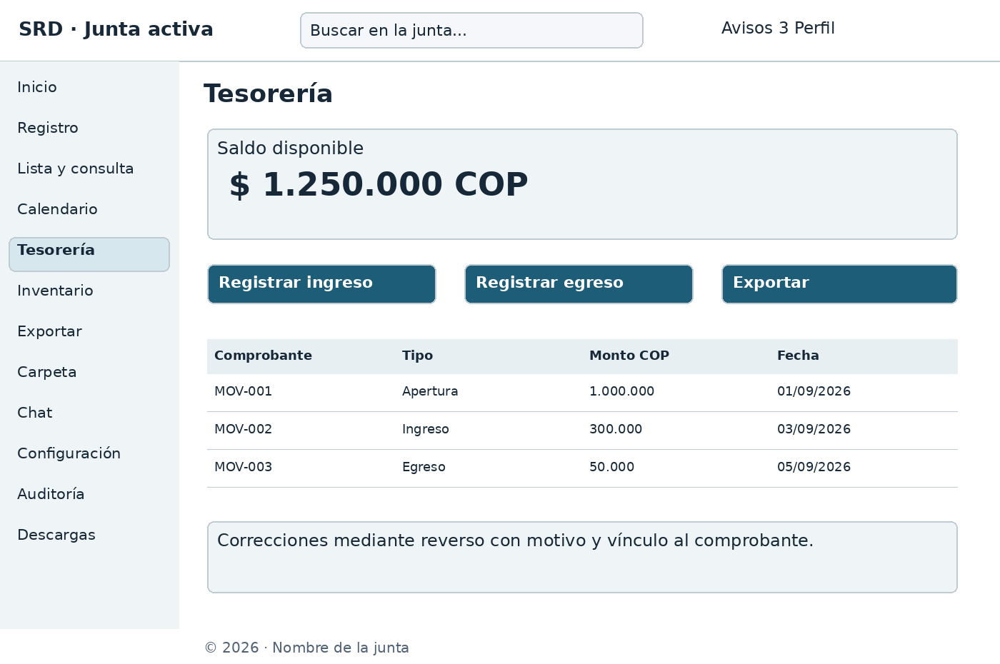 SRD · Junta activa
Buscar en la junta...
Avisos 3 Perfil
Inicio
Registro
Lista y consulta
Calendario
Tesorería
Inventario
Exportar
Carpeta
Chat
Configuración
Auditoría
Descargas
Tesorería
Saldo disponible
$ 1.250.000 COP
Registrar ingreso
Registrar egreso
Exportar
Comprobante Tipo Monto COP Fecha
MOV-001 Apertura 1.000.000 01/09/2026
MOV-002 Ingreso 300.000 03/09/2026
MOV-003 Egreso 50.000 05/09/2026
Correcciones mediante reverso con motivo y vínculo al comprobante.
© 2026 · Nombre de la junta